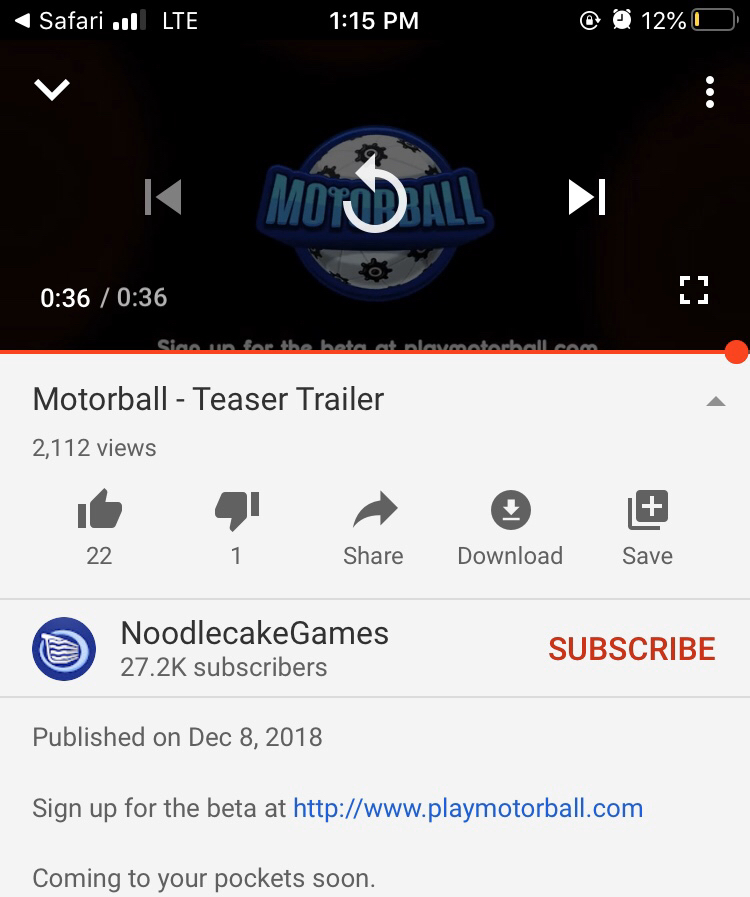 Safari LTE 1:15 PM 12%
MOTORBALL
0:36 / 0:36
Sign up for the beta at playmotorball.com
Motorball - Teaser Trailer
2,112 views
22 1 Share Download Save
NoodlecakeGames
27.2K subscribers
SUBSCRIBE
Published on Dec 8, 2018
Sign up for the beta at http://www.playmotorball.com
Coming to your pockets soon.